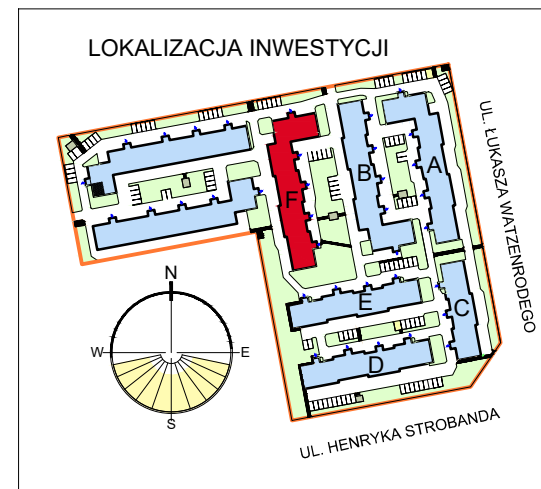 LOKALIZACJA INWESTYCJI
A
B
F
C
E
D
UL. ŁUKASZA WATZENRODEGO
UL. HENRYKA STROBANDA
N
W
E
S